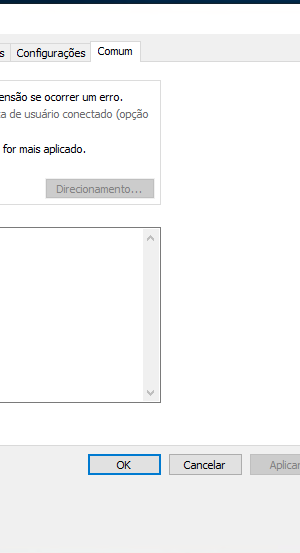 s Configurações Comum
ensão se ocorrer um erro.
a de usuário conectado (opção
for mais aplicado.
Direcionamento...
OK Cancelar Aplicar